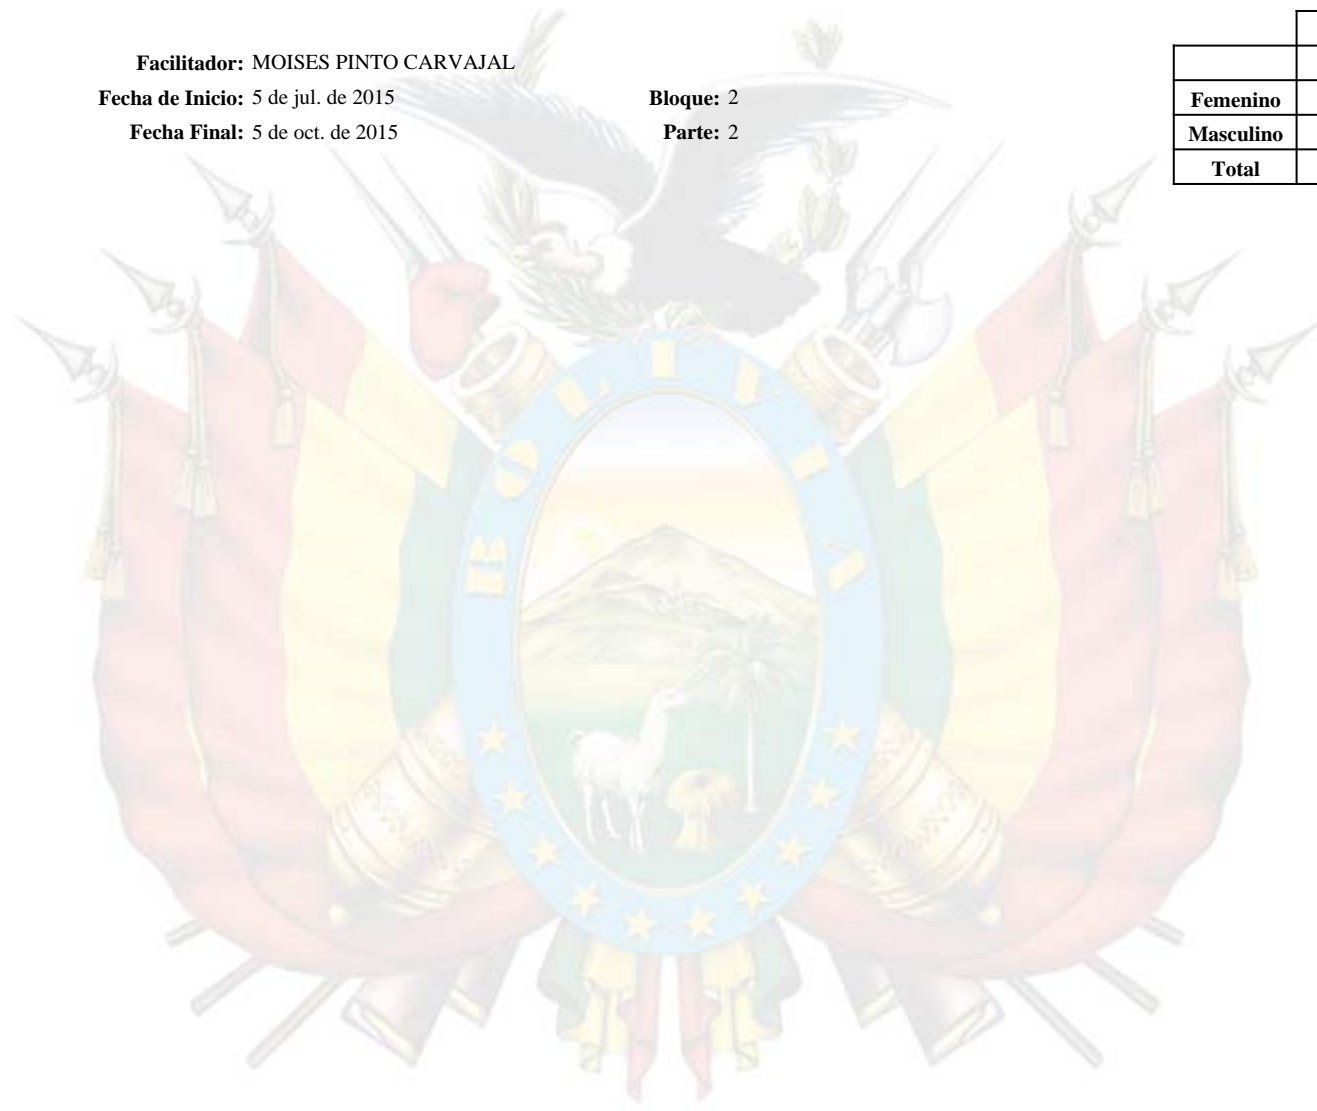 Facilitador: MOISES PINTO CARVAJAL
Fecha de Inicio: 5 de jul. de 2015 Bloque: 2
Fecha Final: 5 de oct. de 2015 Parte: 2
Femenino
Masculino
Total
BOLIVIA